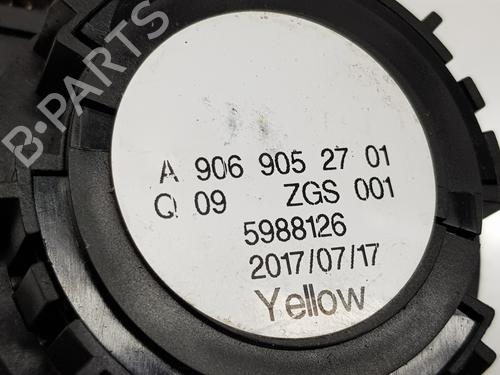 B-PARTS
A 906 905 27 01
Q 09 ZGS 001
5988126
2017/07/17
Yellow